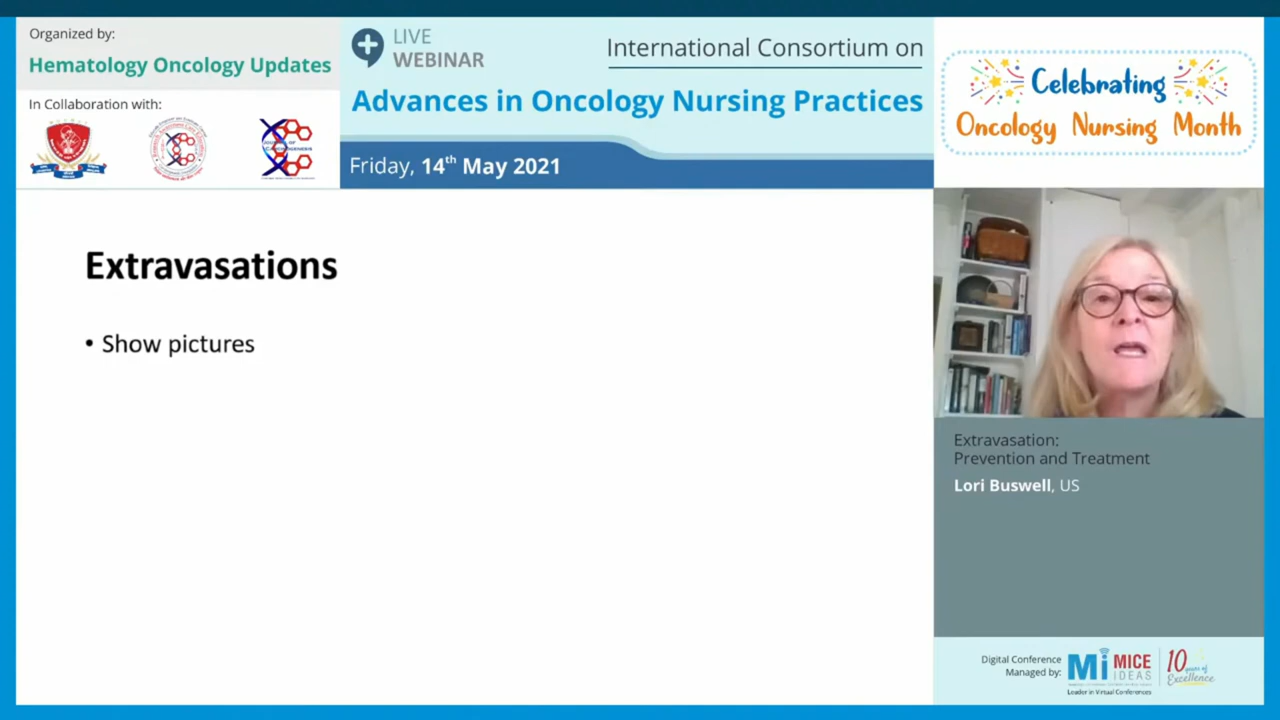 Organized by:
Hematology Oncology Updates
In Collaboration with:
LIVE
WEBINAR
International Consortium on
Advances in Oncology Nursing Practices
Friday, 14th May 2021
Celebrating
Oncology Nursing Month
Extravasations
• Show pictures
Extravasation:
Prevention and Treatment
Lori Buswell, US
Digital Conference
Managed by:
Mi MICE
IDEAS
Leader in Virtual Conferences
10 years of
Excellence